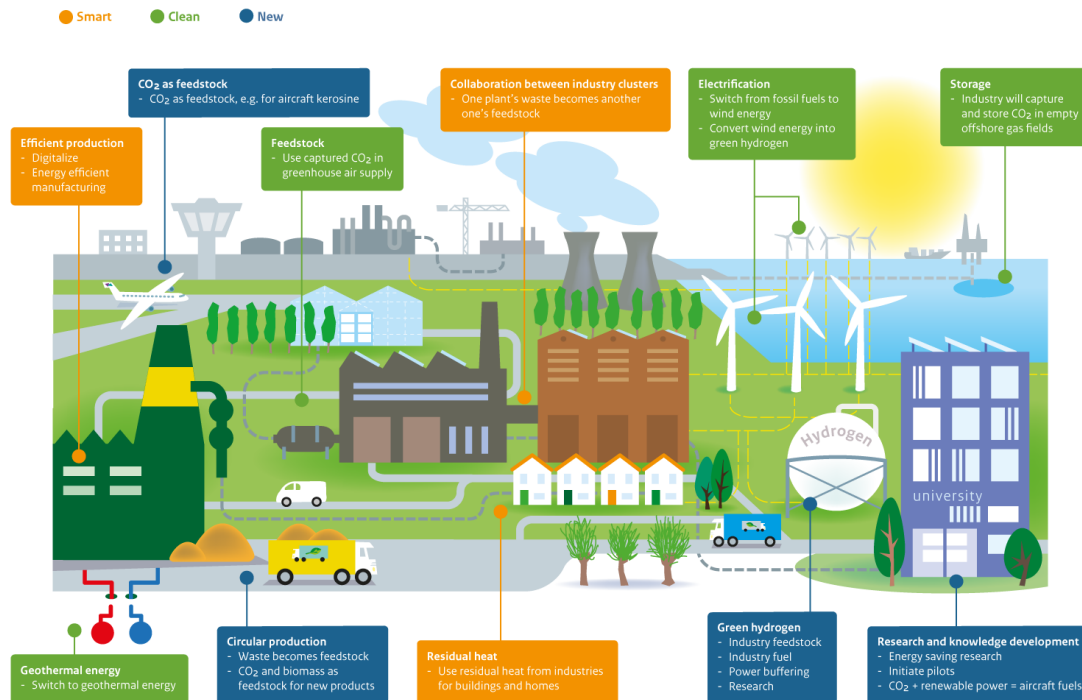 Smart
Clean
New
CO₂ as feedstock
- CO₂ as feedstock, e.g. for aircraft kerosine
Collaboration between industry clusters
- One plant's waste becomes another
one's feedstock
Electrification
- Switch from fossil fuels to
wind energy
- Convert wind energy into
green hydrogen
Storage
- Industry will capture
and store CO₂ in empty
offshore gas fields
Efficient production
- Digitalize
- Energy efficient
manufacturing
Feedstock
- Use captured CO₂ in
greenhouse air supply
Hydrogen
university
Geothermal energy
- Switch to geothermal energy
Circular production
- Waste becomes feedstock
- CO₂ and biomass as
feedstock for new products
Residual heat
- Use residual heat from industries
for buildings and homes
Green hydrogen
- Industry feedstock
- Industry fuel
- Power buffering
- Research
Research and knowledge development
- Energy saving research
- Initiate pilots
- CO₂ + renewable power = aircraft fuels